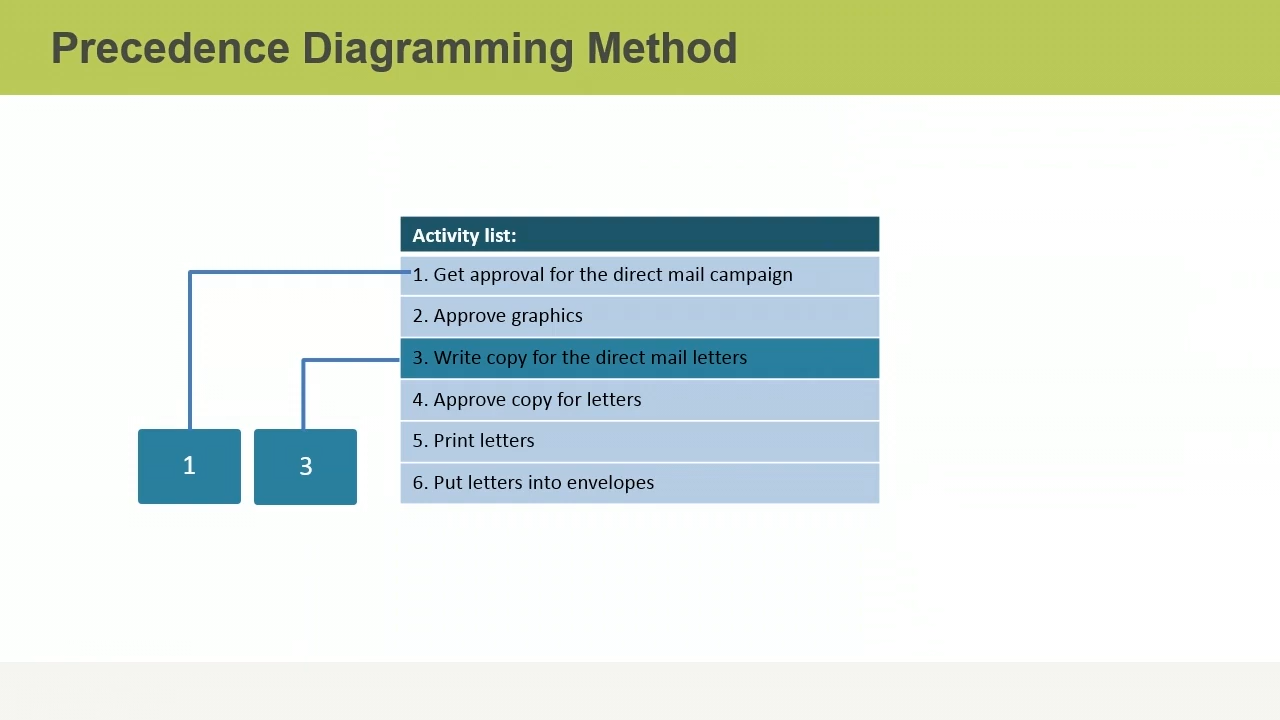 Precedence Diagramming Method
Activity list:
1. Get approval for the direct mail campaign
2. Approve graphics
3. Write copy for the direct mail letters
4. Approve copy for letters
5. Print letters
6. Put letters into envelopes
1
3